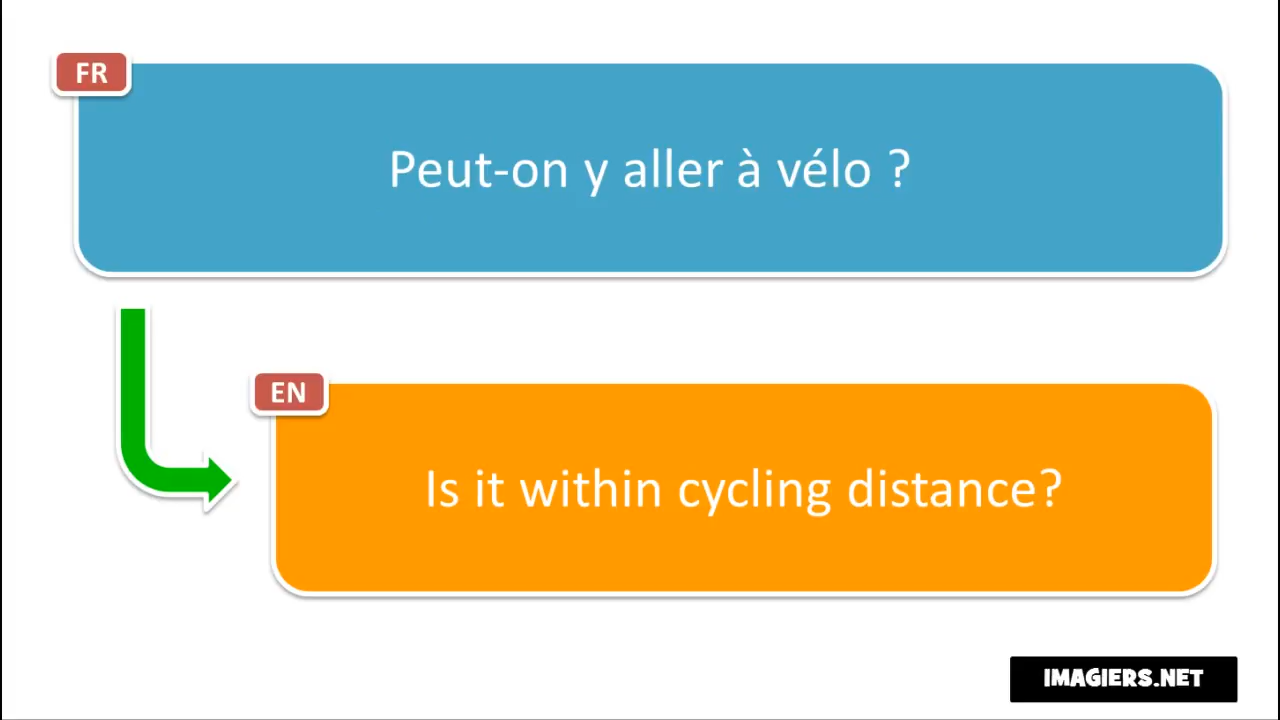 FR
Peut-on y aller à vélo ?
EN
Is it within cycling distance?
IMAGIERS.NET